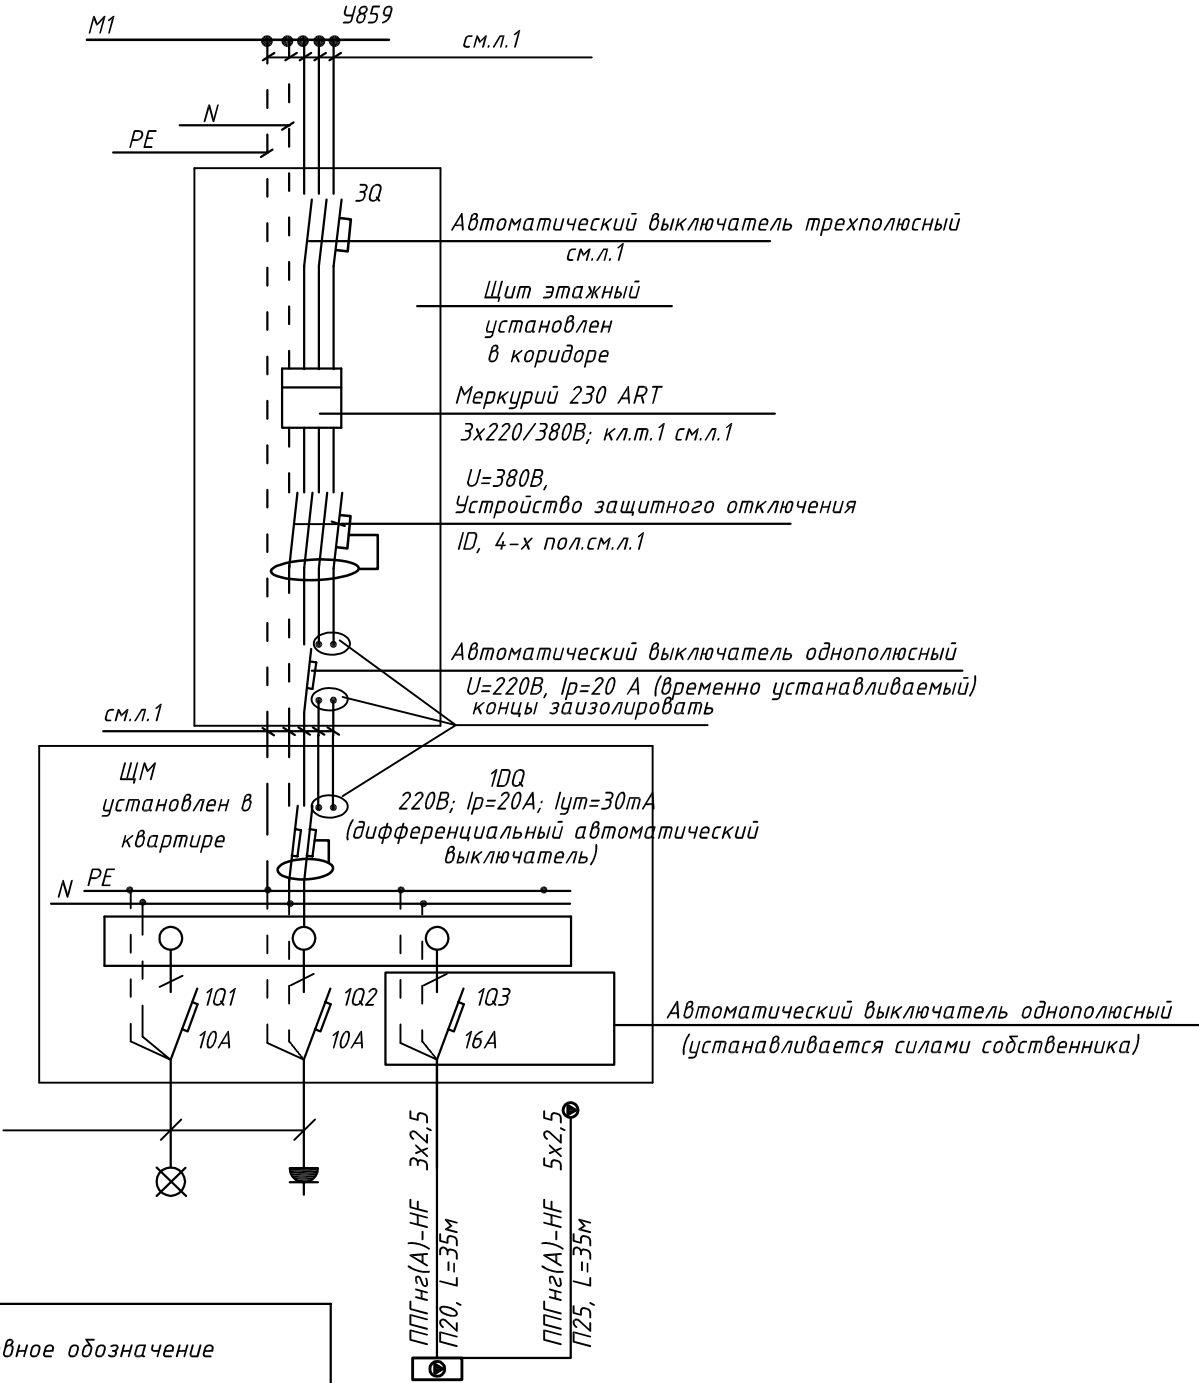 М1
У859
см.л.1
N
PE
3Q
Автоматический выключатель трехполюсный
см.л.1
Щит этажный
установлен
в коридоре
Меркурий 230 ART
3х220/380В; кл.т.1 см.л.1
U=380В,
Устройство защитного отключения
ID, 4-х пол.см.л.1
Автоматический выключатель однополюсный
U=220В, Iр=20 А (временно устанавливаемый)
концы заизолировать
см.л.1
ЩМ
установлен в
квартире
1DQ
220В; Iр=20А; Iут=30mА
(дифференциальный автоматический
выключатель)
PE
N
1Q1
10А
1Q2
10А
1Q3
16А
Автоматический выключатель однополюсный
(устанавливается силами собственника)
ППГнг(А)-HF 3х2,5
П20, L=35м
ППГнг(А)-HF 5х2,5
П25, L=35м
вное обозначение